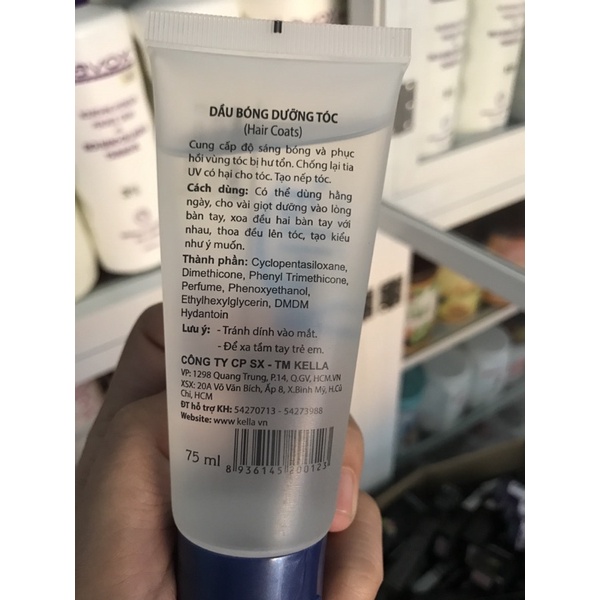 DẦU BÓNG DƯỠNG TÓC
(Hair Coats)
Cung cấp độ sáng bóng và phục
hồi vùng tóc bị hư tổn. Chống lại tia
UV có hại cho tóc. Tạo nếp tóc.
Cách dùng: Có thể dùng hằng
ngày, cho vài giọt dưỡng vào lòng
bàn tay, xoa đều hai bàn tay với
nhau, thoa đều lên tóc, tạo kiểu
như ý muốn.
Thành phần: Cyclopentasiloxane,
Dimethicone, Phenyl Trimethicone,
Perfume, Phenoxyethanol,
Ethylhexylglycerin, DMDM
Hydantoin
Lưu ý: - Tránh dính vào mắt.
- Để xa tầm tay trẻ em.
CÔNG TY CP SX - TM KELLA
VP: 1298 Quang Trung, P.14, Q.GV, HCM.VN
XSX: 20A Võ Văn Bích, Ấp 8, X.Bình Mỹ, H.Củ
Chi, HCM
ĐT hỗ trợ KH: 54270713 - 54273988
Website: www.kella.vn
75 ml
8 936145 200123